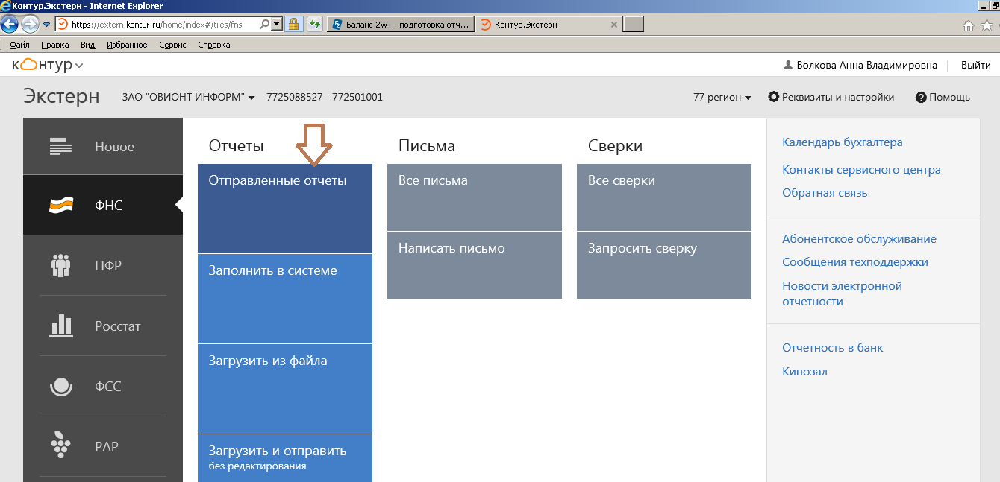 Контур.Экстерн - Internet Explorer
https://extern.kontur.ru/home/index#/tiles/fns
Баланс-2W — подготовка отч...
Контур.Экстерн
Файл Правка Вид Избранное Сервис Справка
контур
Волкова Анна Владимировна
Выйти
Экстерн
ЗАО "ОВИОНТ ИНФОРМ"
7725088527 – 772501001
77 регион
Реквизиты и настройки
Помощь
Новое
ФНС
ПФР
Росстат
ФСС
РАР
Отчеты
Отправленные отчеты
Заполнить в системе
Загрузить из файла
Загрузить и отправить
без редактирования
Письма
Все письма
Написать письмо
Сверки
Все сверки
Запросить сверку
Календарь бухгалтера
Контакты сервисного центра
Обратная связь
Абонентское обслуживание
Сообщения техподдержки
Новости электронной
отчетности
Отчетность в банк
Кинозал